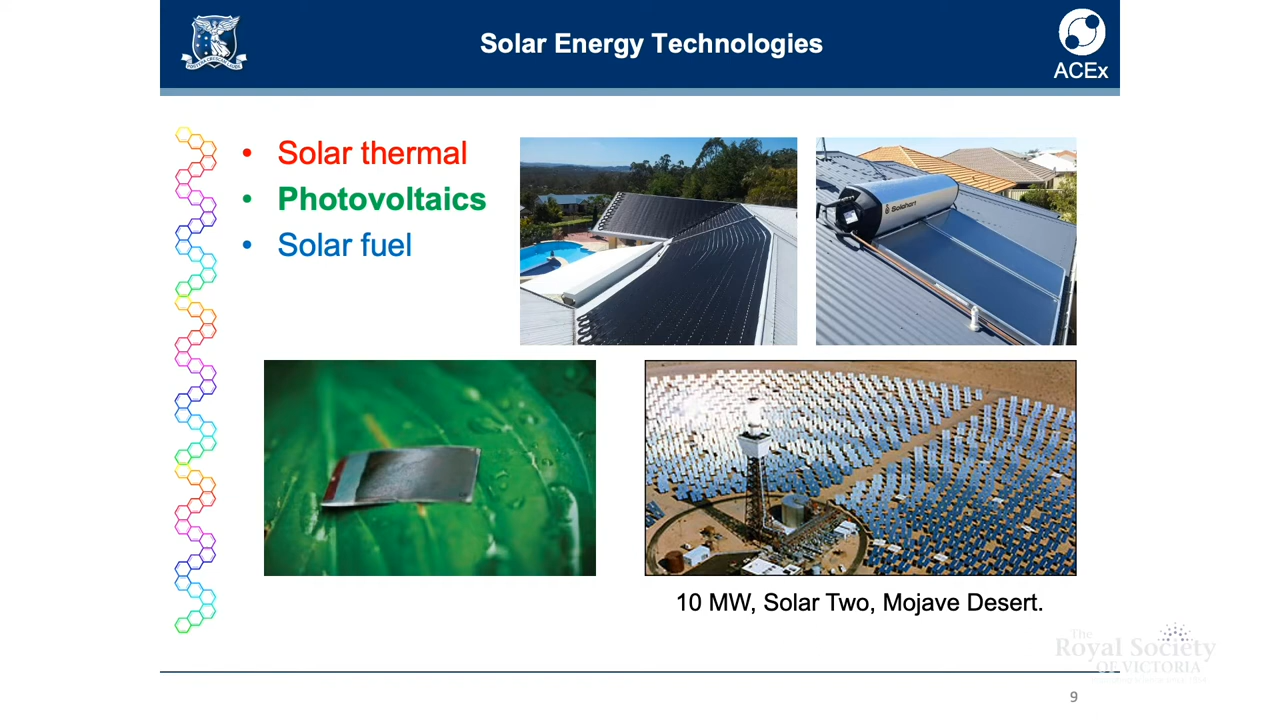 Solar Energy Technologies
ACEx
• Solar thermal
• Photovoltaics
• Solar fuel
Solahart
10 MW, Solar Two, Mojave Desert.
The
Royal Society
OF VICTORIA
9